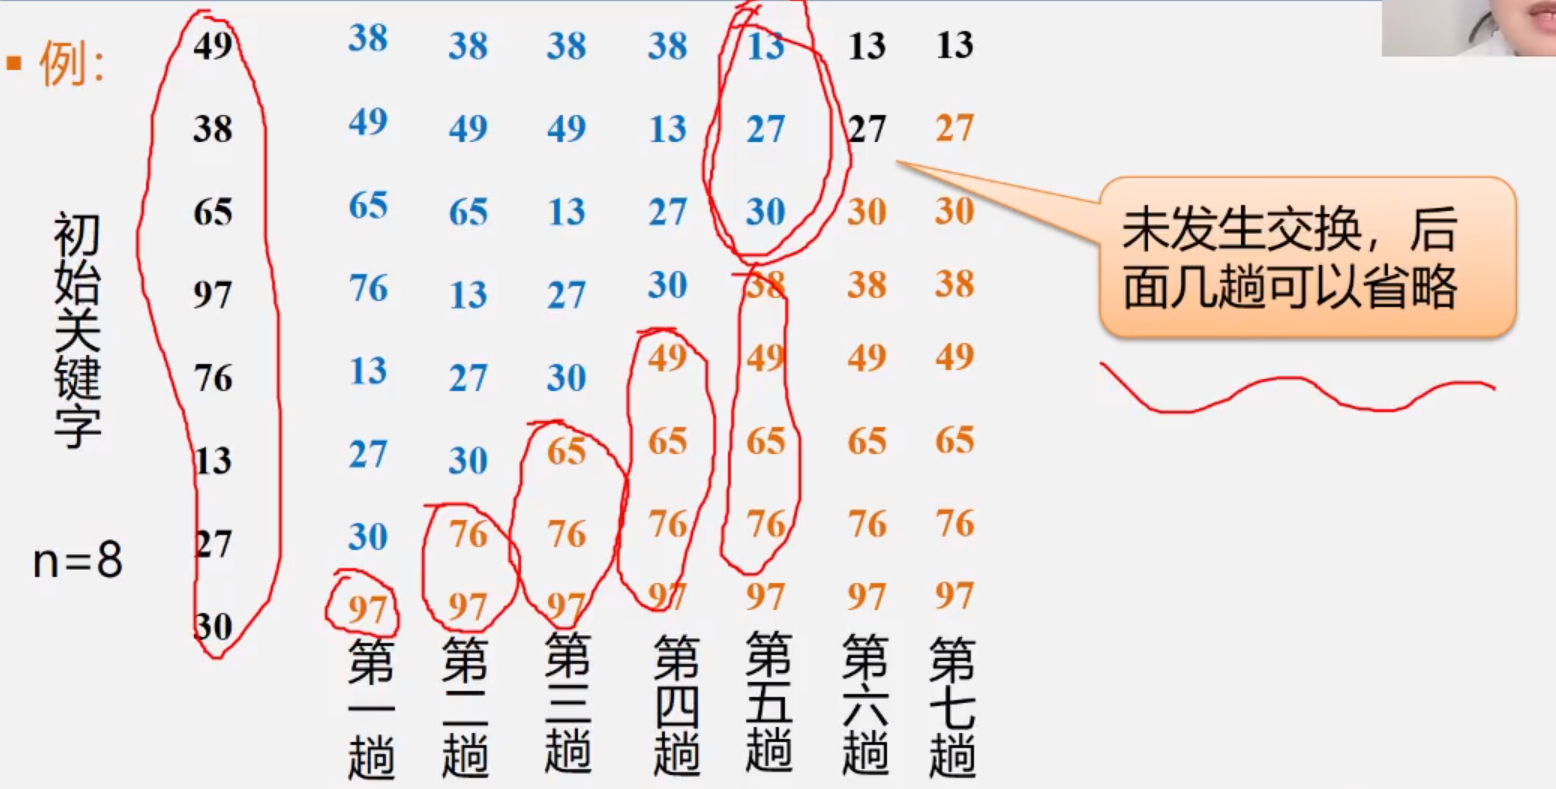 例：
49 38 38 38 38 13 13 13
38 49 49 49 13 27 27 27
65 65 65 13 27 30 30 30
97 76 13 27 30 38 38 38
76 13 27 30 49 49 49 49
13 27 30 65 65 65 65 65
27 30 76 76 76 76 76 76
30 97 97 97 97 97 97 97
初始关键字
n=8
第一趟
第二趟
第三趟
第四趟
第五趟
第六趟
第七趟
未发生交换，后
面几趟可以省略